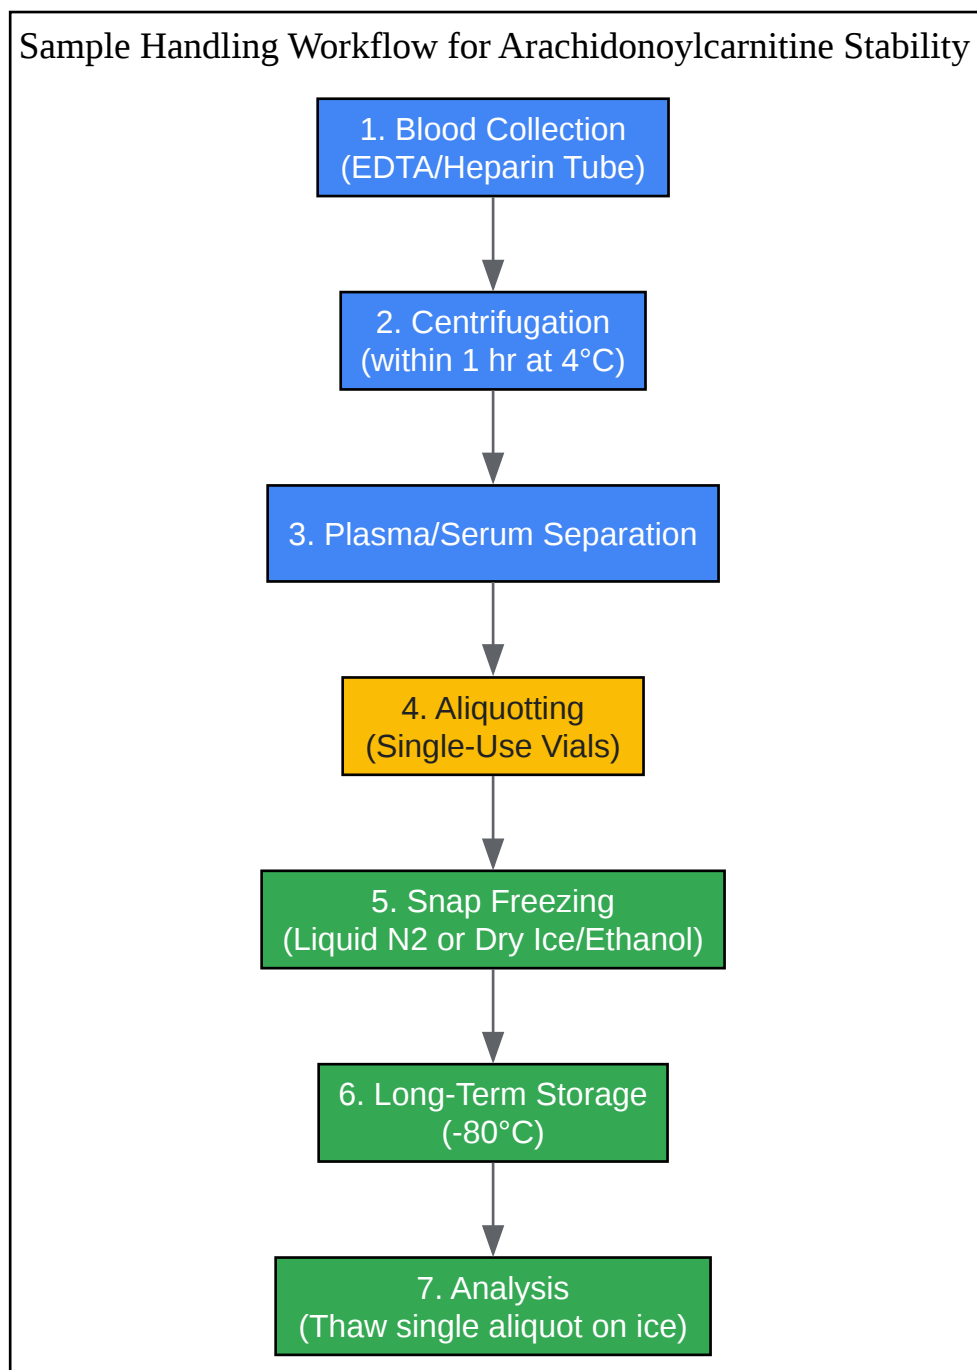 Sample Handling Workflow for Arachidonoylcarnitine Stability
1. Blood Collection
(EDTA/Heparin Tube)
2. Centrifugation
(within 1 hr at 4°C)
3. Plasma/Serum Separation
4. Aliquotting
(Single-Use Vials)
5. Snap Freezing
(Liquid N2 or Dry Ice/Ethanol)
6. Long-Term Storage
(-80°C)
7. Analysis
(Thaw single aliquot on ice)